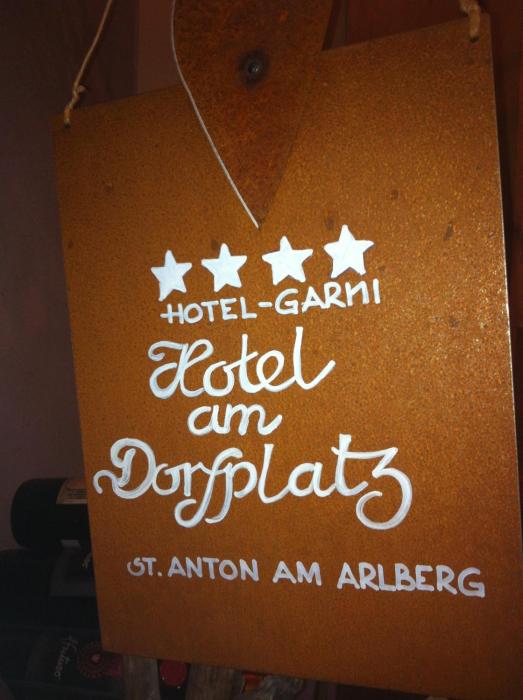 HOTEL-GARNI
Hotel
am
Dorfplatz
ST. ANTON AM ARLBERG